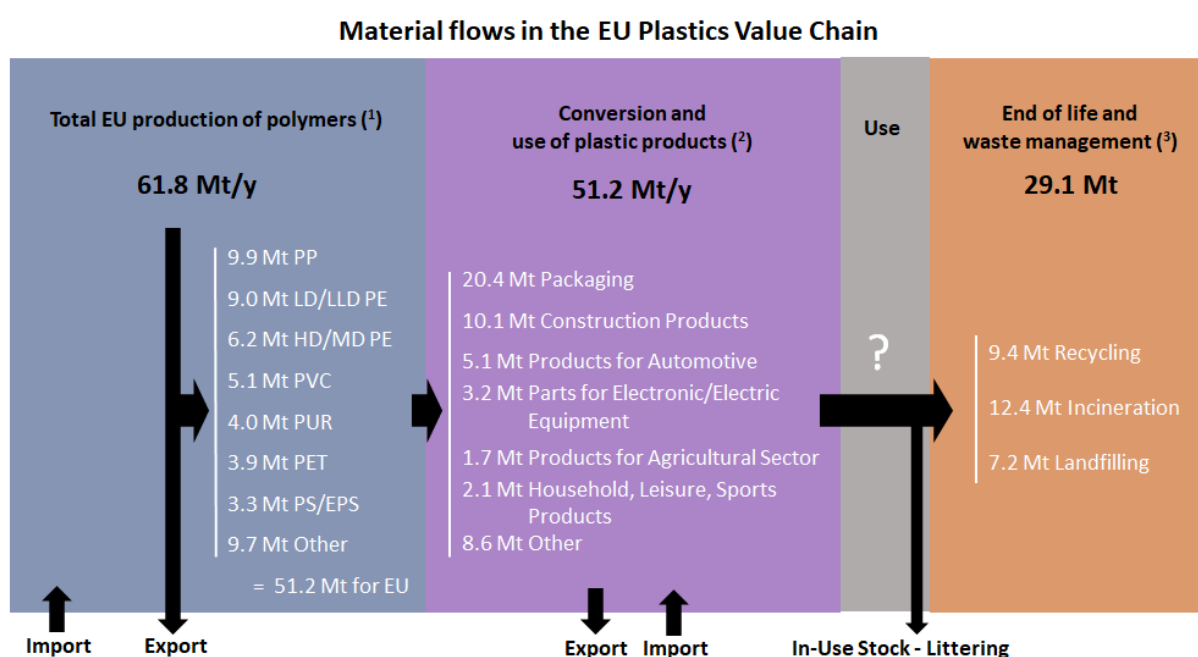 Material flows in the EU Plastics Value Chain
Total EU production of polymers (¹)
61.8 Mt/y
9.9 Mt PP
9.0 Mt LD/LLD PE
6.2 Mt HD/MD PE
5.1 Mt PVC
4.0 Mt PUR
3.9 Mt PET
3.3 Mt PS/EPS
9.7 Mt Other
= 51.2 Mt for EU
Import
Export
Conversion and
use of plastic products (²)
51.2 Mt/y
20.4 Mt Packaging
10.1 Mt Construction Products
5.1 Mt Products for Automotive
3.2 Mt Parts for Electronic/Electric
Equipment
1.7 Mt Products for Agricultural Sector
2.1 Mt Household, Leisure, Sports
Products
8.6 Mt Other
Export
Import
Use
?
In-Use Stock - Littering
End of life and
waste management (³)
29.1 Mt
9.4 Mt Recycling
12.4 Mt Incineration
7.2 Mt Landfilling